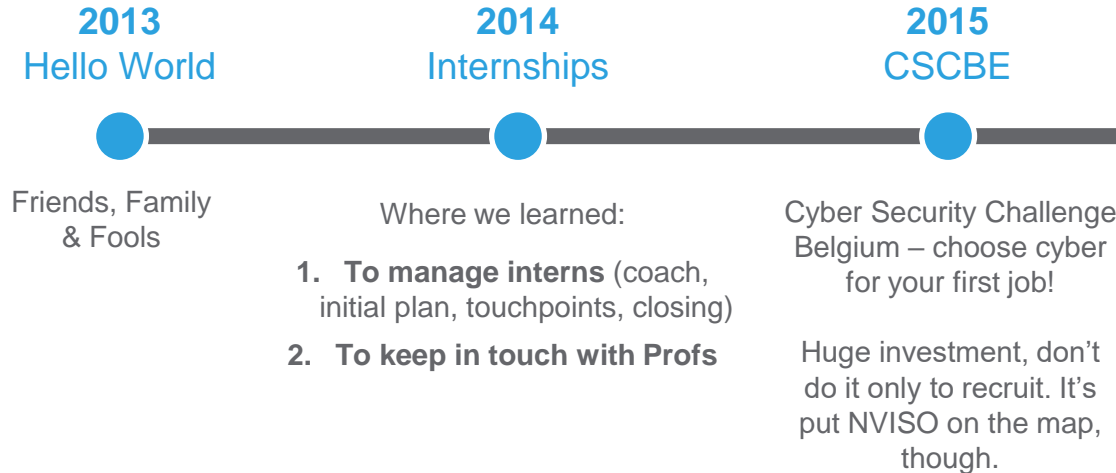 2013
Hello World
Friends, Family
& Fools
2014
Internships
Where we learned:
1. To manage interns (coach,
initial plan, touchpoints, closing)
2. To keep in touch with Profs
2015
CSCBE
Cyber Security Challenge
Belgium – choose cyber
for your first job!
Huge investment, don't
do it only to recruit. It's
put NVISO on the map,
though.